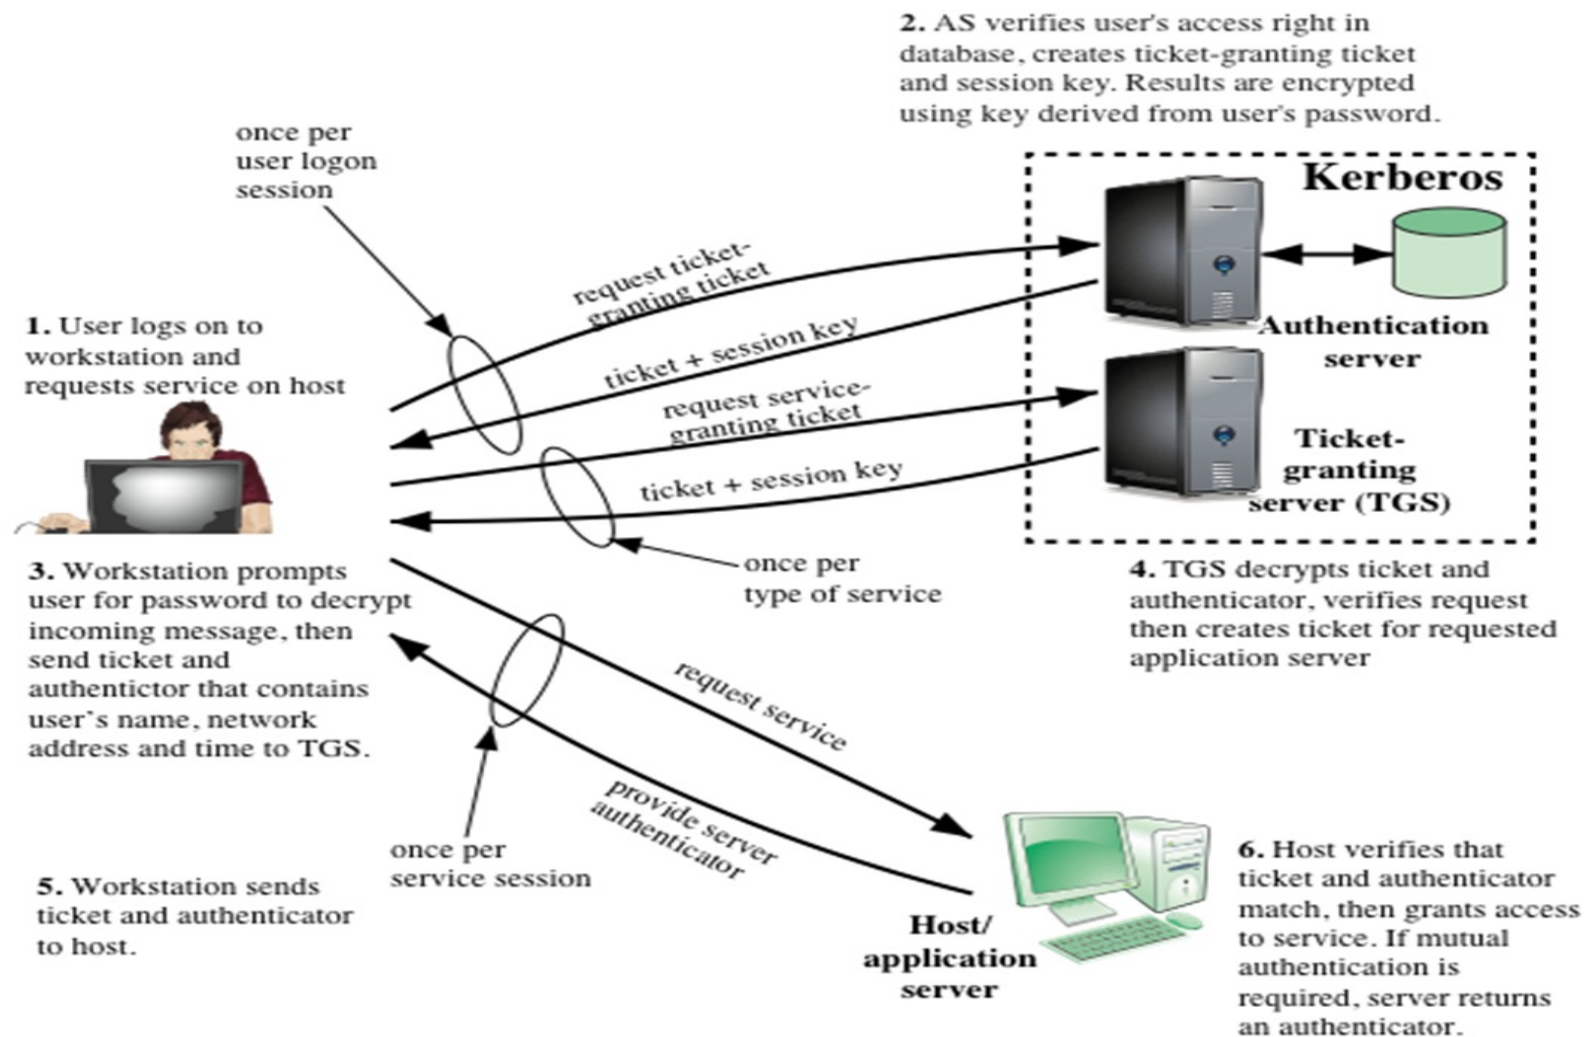 2. AS verifies user's access right in
database, creates ticket-granting ticket
and session key. Results are encrypted
using key derived from user's password.
once per
user logon
session
Kerberos
request ticket-
granting ticket
1. User logs on to
workstation and
requests service on host
ticket + session key
Authentication
server
request service-
granting ticket
ticket + session key
Ticket-
granting
server (TGS)
once per
type of service
3. Workstation prompts
user for password to decrypt
incoming message, then
send ticket and
authentictor that contains
user's name, network
address and time to TGS.
4. TGS decrypts ticket and
authenticator, verifies request
then creates ticket for requested
application server
request service
provide server
authenticator
once per
service session
5. Workstation sends
ticket and authenticator
to host.
Host/
application
server
6. Host verifies that
ticket and authenticator
match, then grants access
to service. If mutual
authentication is
required, server returns
an authenticator.